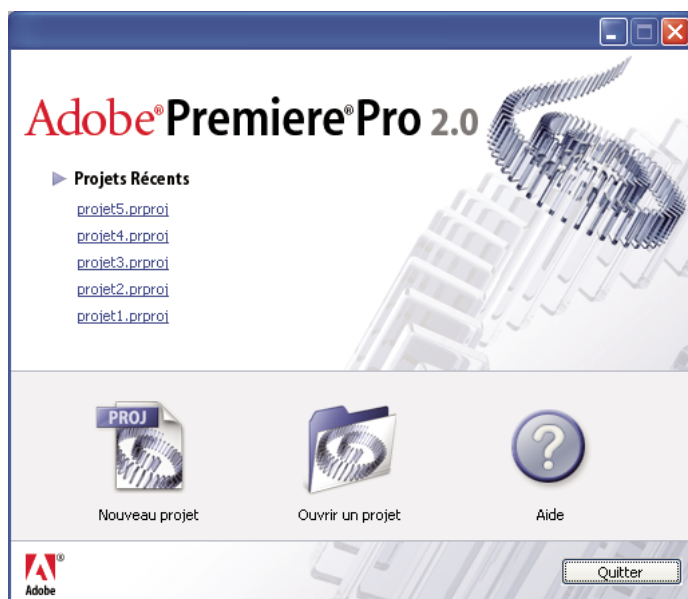 Adobe®Premiere®Pro 2.0
Projets Récents
projet5.prproj
projet4.prproj
projet3.prproj
projet2.prproj
projet1.prproj
PROJ
Nouveau projet
Ouvrir un projet
?
Aide
®
Adobe
Quitter